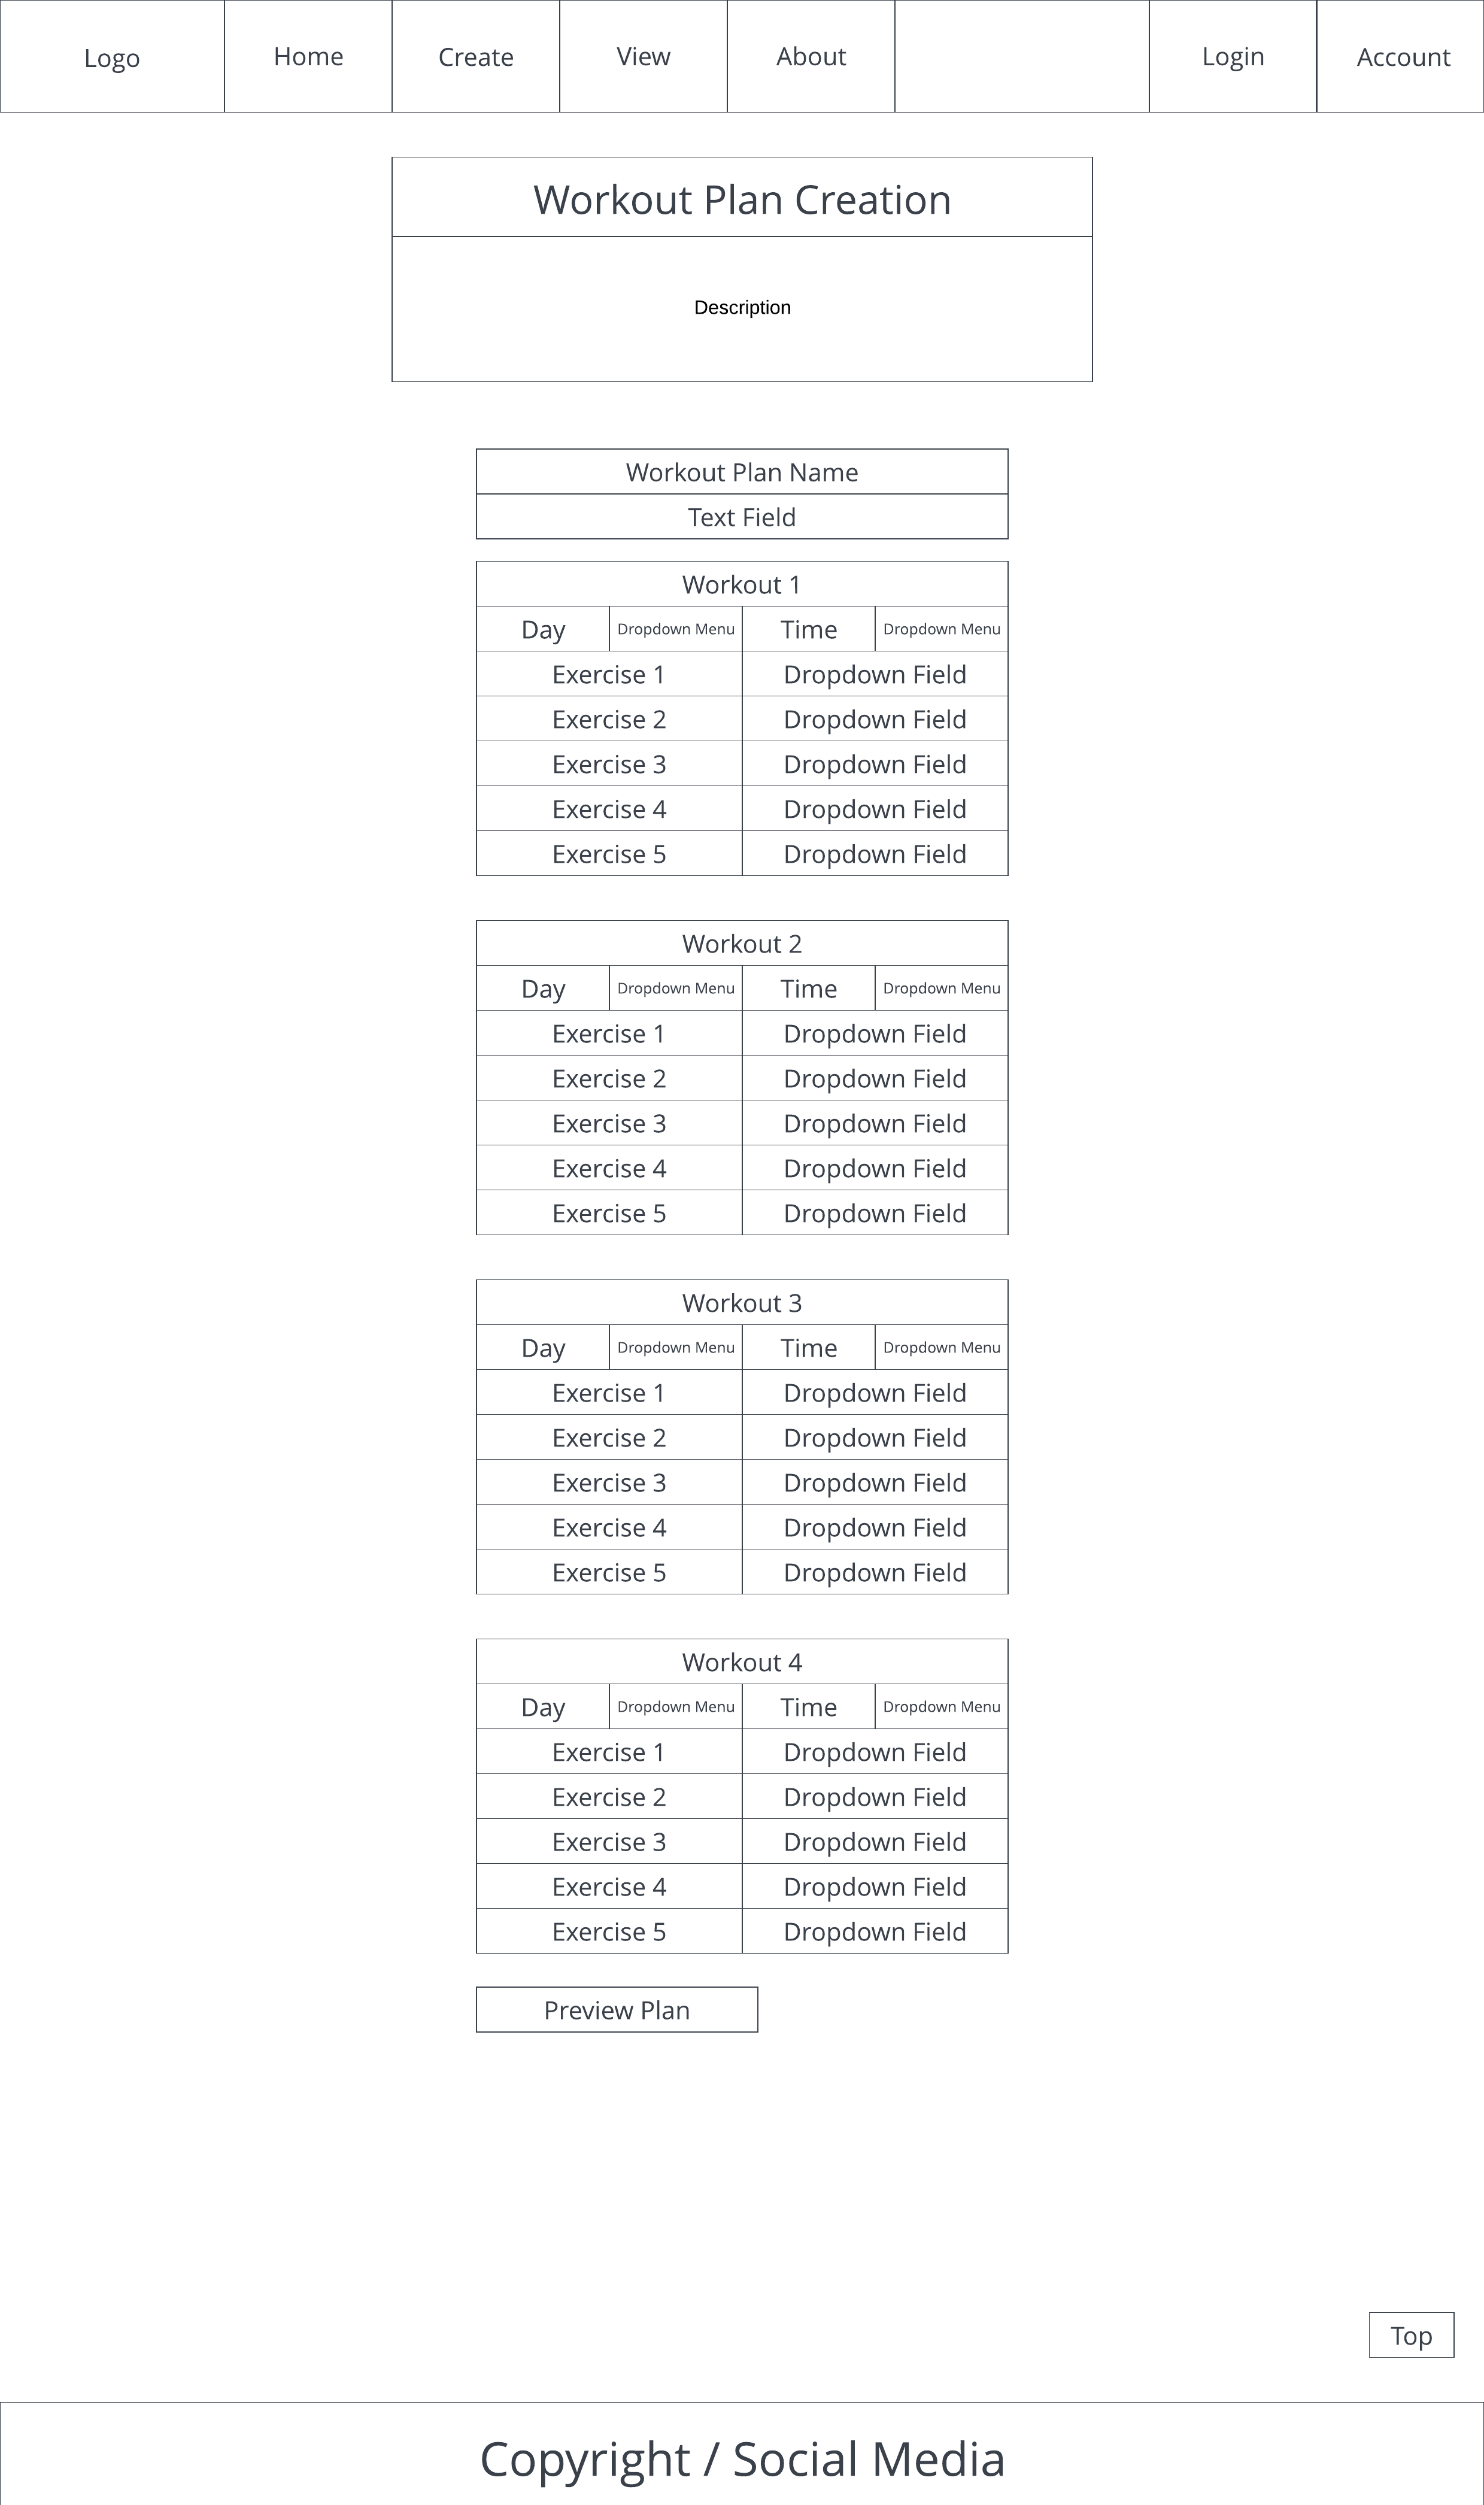 Logo Home Create View About Login Account
Workout Plan Creation
Description
Workout Plan Name
Text Field
Workout 1
Day Dropdown Menu Time Dropdown Menu
Exercise 1 Dropdown Field
Exercise 2 Dropdown Field
Exercise 3 Dropdown Field
Exercise 4 Dropdown Field
Exercise 5 Dropdown Field
Workout 2
Day Dropdown Menu Time Dropdown Menu
Exercise 1 Dropdown Field
Exercise 2 Dropdown Field
Exercise 3 Dropdown Field
Exercise 4 Dropdown Field
Exercise 5 Dropdown Field
Workout 3
Day Dropdown Menu Time Dropdown Menu
Exercise 1 Dropdown Field
Exercise 2 Dropdown Field
Exercise 3 Dropdown Field
Exercise 4 Dropdown Field
Exercise 5 Dropdown Field
Workout 4
Day Dropdown Menu Time Dropdown Menu
Exercise 1 Dropdown Field
Exercise 2 Dropdown Field
Exercise 3 Dropdown Field
Exercise 4 Dropdown Field
Exercise 5 Dropdown Field
Preview Plan
Top
Copyright / Social Media